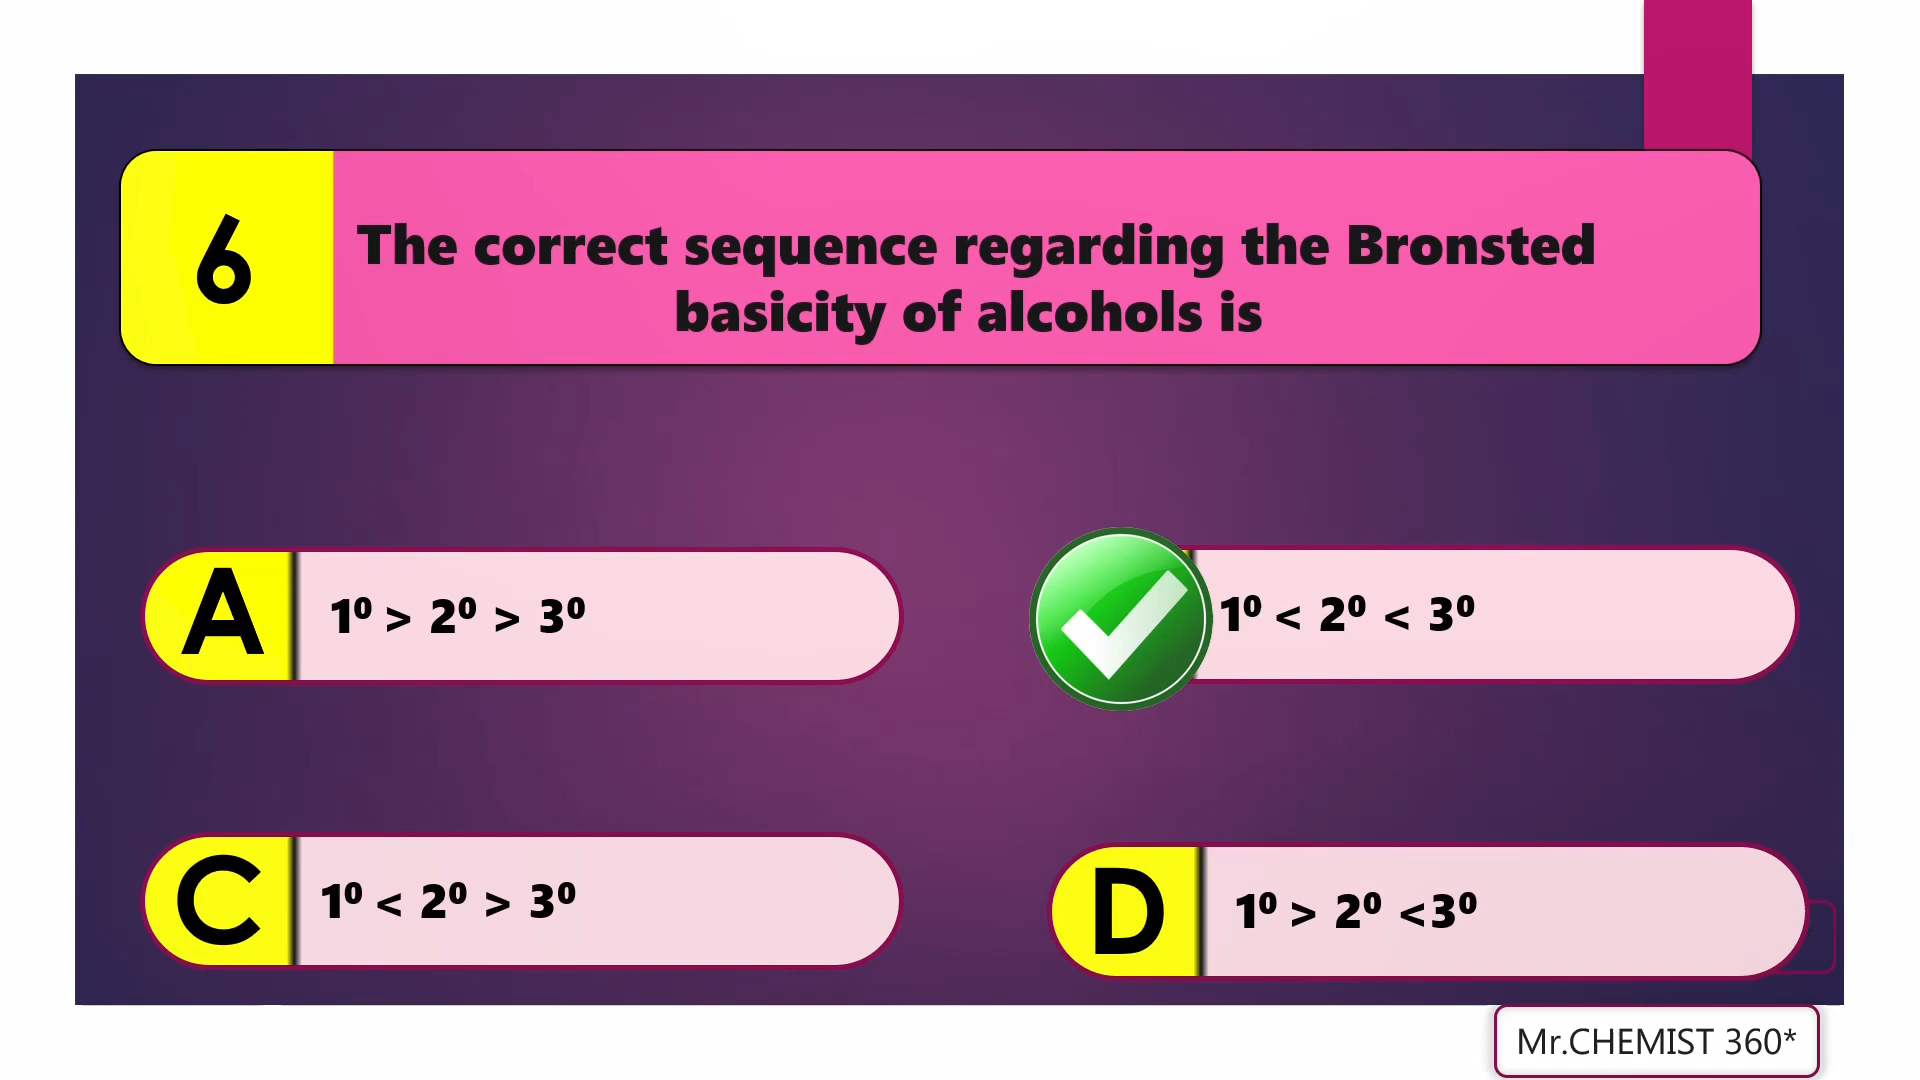 6
The correct sequence regarding the Bronsted
basicity of alcohols is
A
1⁰ > 2⁰ > 3⁰
1⁰ < 2⁰ < 3⁰
C
1⁰ < 2⁰ > 3⁰
D
1⁰ > 2⁰ <3⁰
Mr.CHEMIST 360*